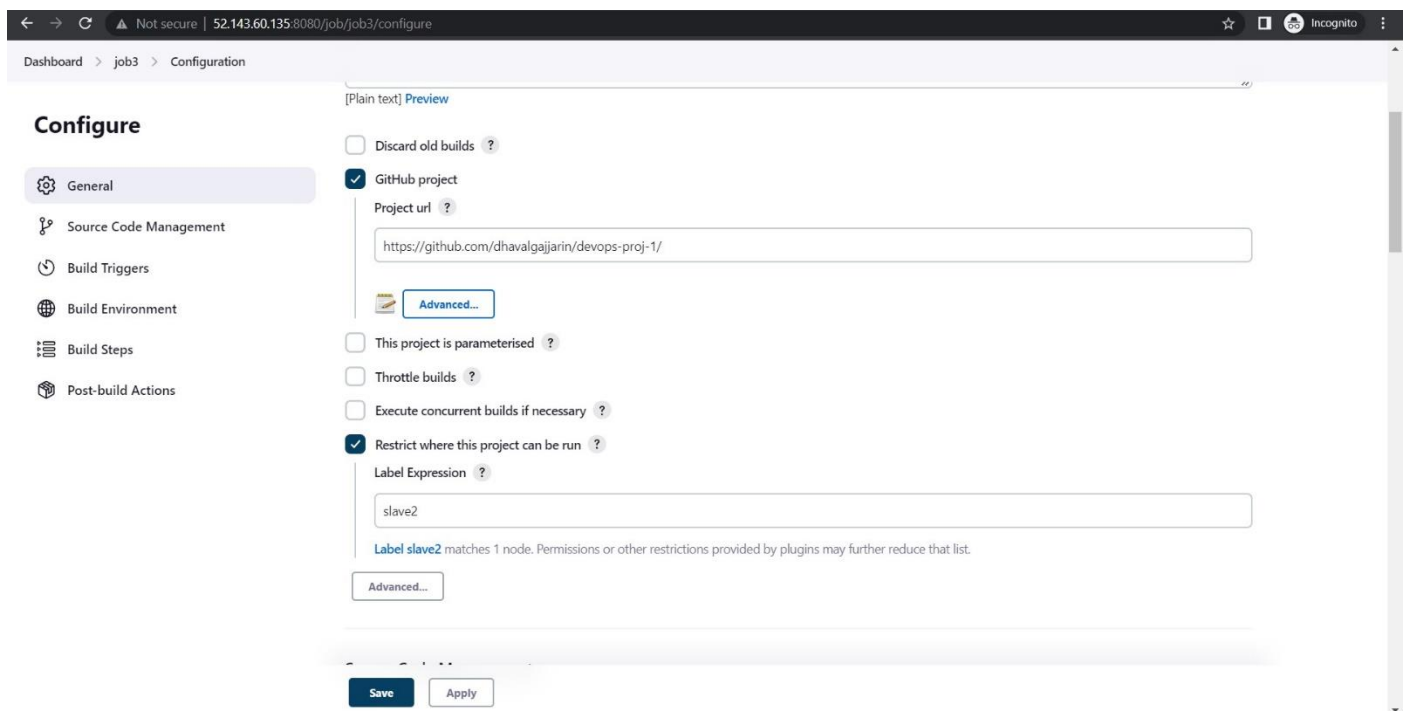 Not secure | 52.143.60.135:8080/job/job3/configure
Incognito
Dashboard > job3 > Configuration
Configure
General
Source Code Management
Build Triggers
Build Environment
Build Steps
Post-build Actions
[Plain text] Preview
Discard old builds ?
GitHub project
Project url ?
https://github.com/dhavalgajjarin/devops-proj-1/
Advanced...
This project is parameterised ?
Throttle builds ?
Execute concurrent builds if necessary ?
Restrict where this project can be run ?
Label Expression ?
slave2
Label slave2 matches 1 node. Permissions or other restrictions provided by plugins may further reduce that list.
Advanced...
Save
Apply